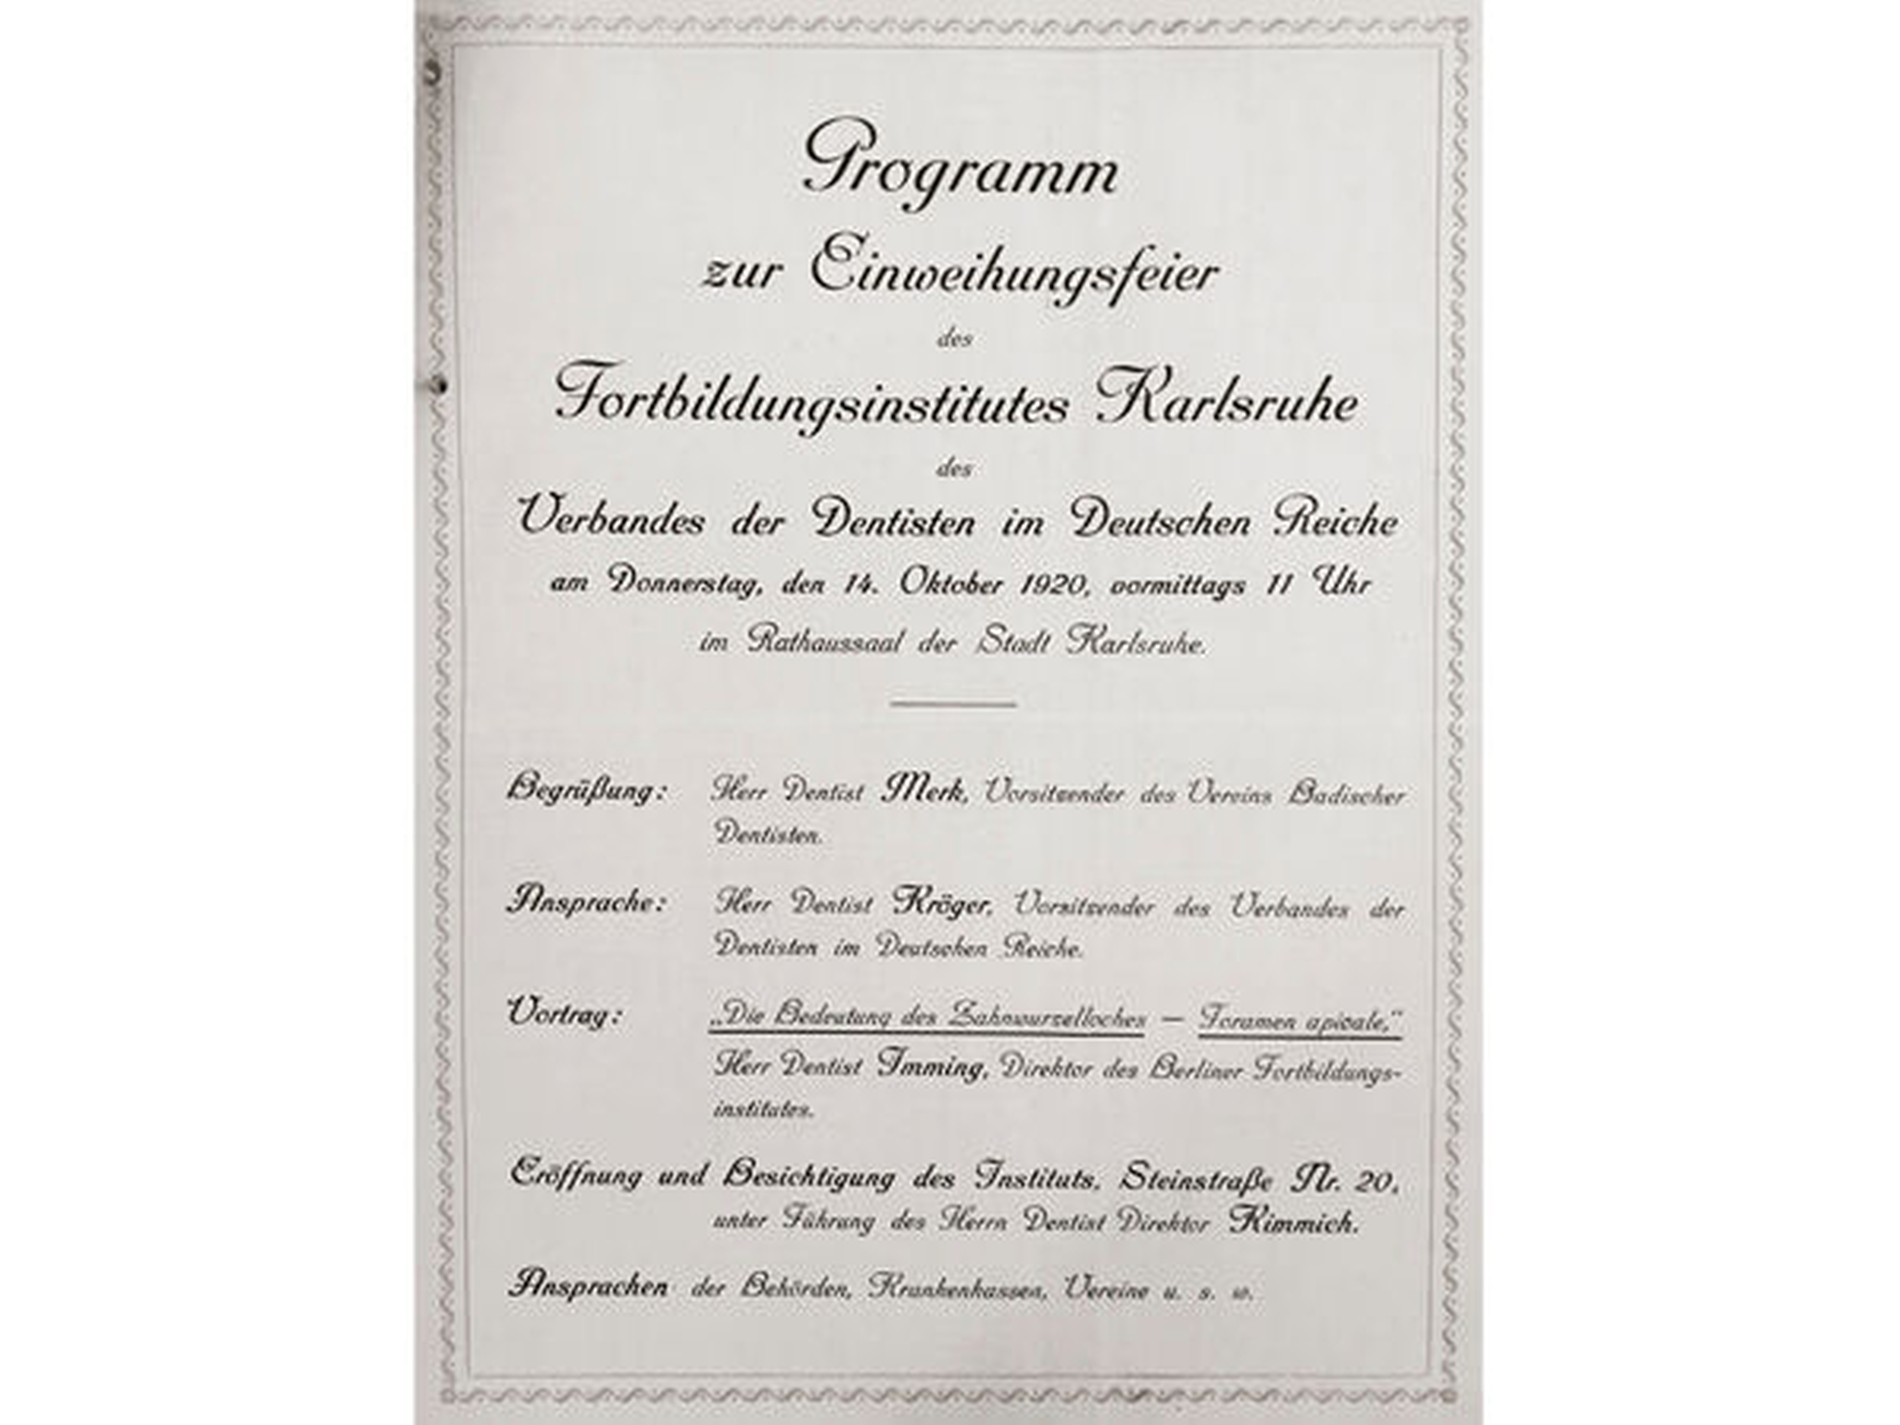 Programm
zur Einweihungsfeier
des
Fortbildungsinstitutes Karlsruhe
des
Verbandes der Dentisten im Deutschen Reiche
am Donnerstag, den 14. Oktober 1920, vormittags 11 Uhr
im Rathaussaal der Stadt Karlsruhe.
Begrüßung: Herr Dentist Merk, Vorsitzender des Vereins Badischer
Dentisten.
Ansprache: Herr Dentist Kröger, Vorsitzender des Verbandes der
Dentisten im Deutschen Reiche.
Vortrag: „Die Bedeutung des Zahnwurzelloches — Foramen apicale,“
Herr Dentist Imming, Direktor des Berliner Fortbildungs-
institutes.
Eröffnung und Besichtigung des Instituts, Steinstraße Nr. 20,
unter Führung des Herrn Dentist Direktor Kimmich.
Ansprachen der Behörden, Krankenkassen, Vereine u. s. w.